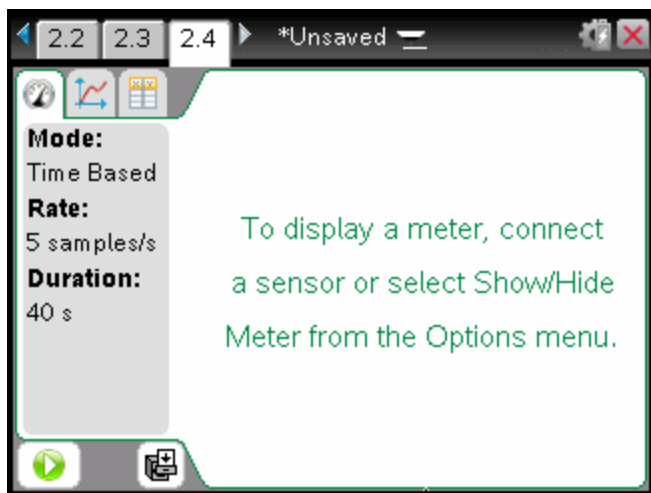 2.2 2.3 2.4 *Unsaved
Mode:
Time Based
Rate:
5 samples/s
Duration:
40 s
To display a meter, connect
a sensor or select Show/Hide
Meter from the Options menu.